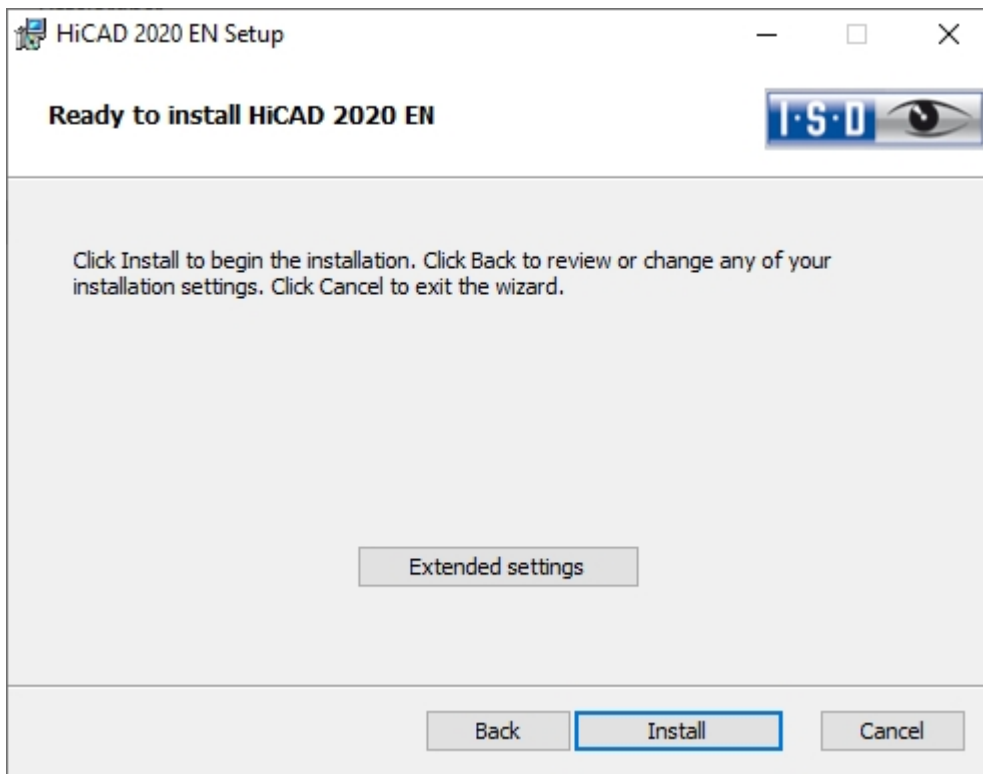 HiCAD 2020 EN Setup
Ready to install HiCAD 2020 EN
I·S·D
Click Install to begin the installation. Click Back to review or change any of your
installation settings. Click Cancel to exit the wizard.
Extended settings
Back
Install
Cancel